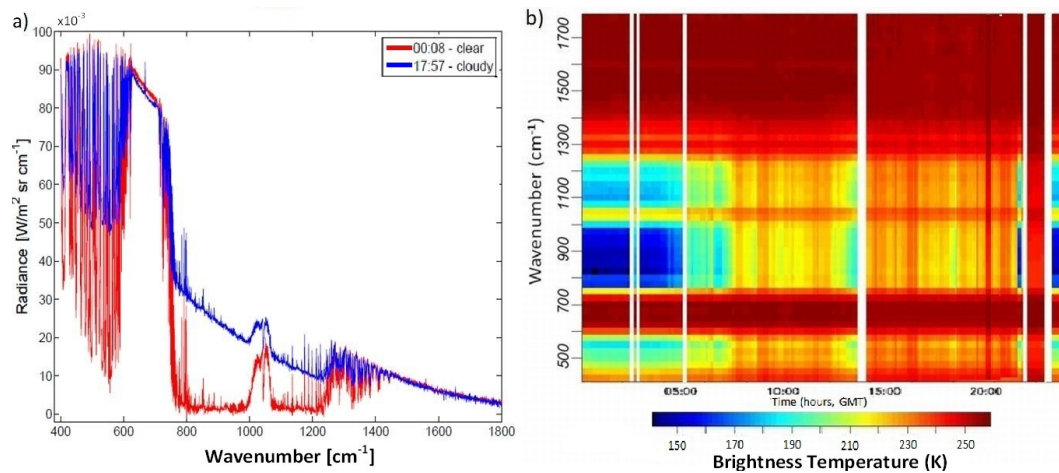 a)
x10⁻³
100
90
80
70
60
50
40
30
20
10
0
Radiance [W/m² sr cm⁻¹]
00:08 - clear
17:57 - cloudy
400 600 800 1000 1200 1400 1600 1800
Wavenumber [cm⁻¹]
b)
1700
1500
1300
1100
900
700
500
Wavenumber (cm⁻¹)
05:00 10:00 15:00 20:00
Time (hours, GMT)
150 170 190 210 230 250
Brightness Temperature (K)